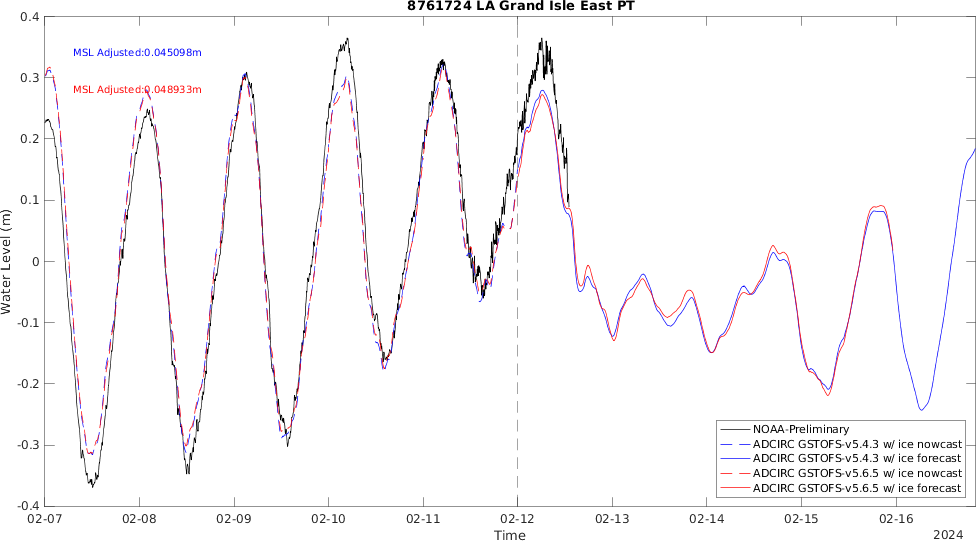 8761724 LA Grand Isle East PT
MSL Adjusted:0.045098m
MSL Adjusted:0.048933m
Water Level (m)
0.4
0.3
0.2
0.1
0
-0.1
-0.2
-0.3
-0.4
NOAA-Preliminary
ADCIRC GSTOFS-v5.4.3 w/ ice nowcast
ADCIRC GSTOFS-v5.4.3 w/ ice forecast
ADCIRC GSTOFS-v5.6.5 w/ ice nowcast
ADCIRC GSTOFS-v5.6.5 w/ ice forecast
02-07 02-08 02-09 02-10 02-11 02-12 02-13 02-14 02-15 02-16
Time
2024